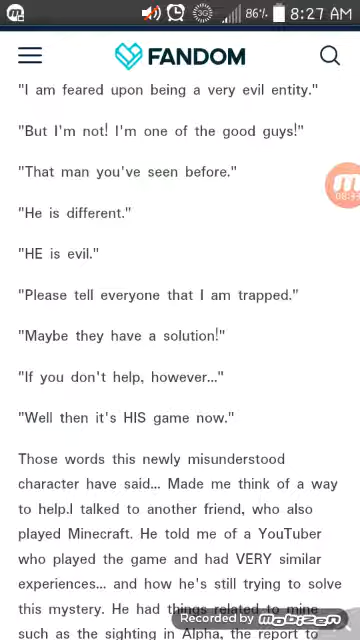 3G 86% 8:27 AM
FANDOM
"I am feared upon being a very evil entity."
"But I'm not! I'm one of the good guys!"
"That man you've seen before."
"He is different."
"HE is evil."
"Please tell everyone that I am trapped."
"Maybe they have a solution!"
"If you don't help, however..."
"Well then it's HIS game now."
Those words this newly misunderstood
character have said... Made me think of a way
to help.I talked to another friend, who also
played Minecraft. He told me of a YouTuber
who played the game and had VERY similar
experiences... and how he's still trying to solve
this mystery. He had things related to mine
such as the sighting in Alpha, the report to
Recorded by mobizen